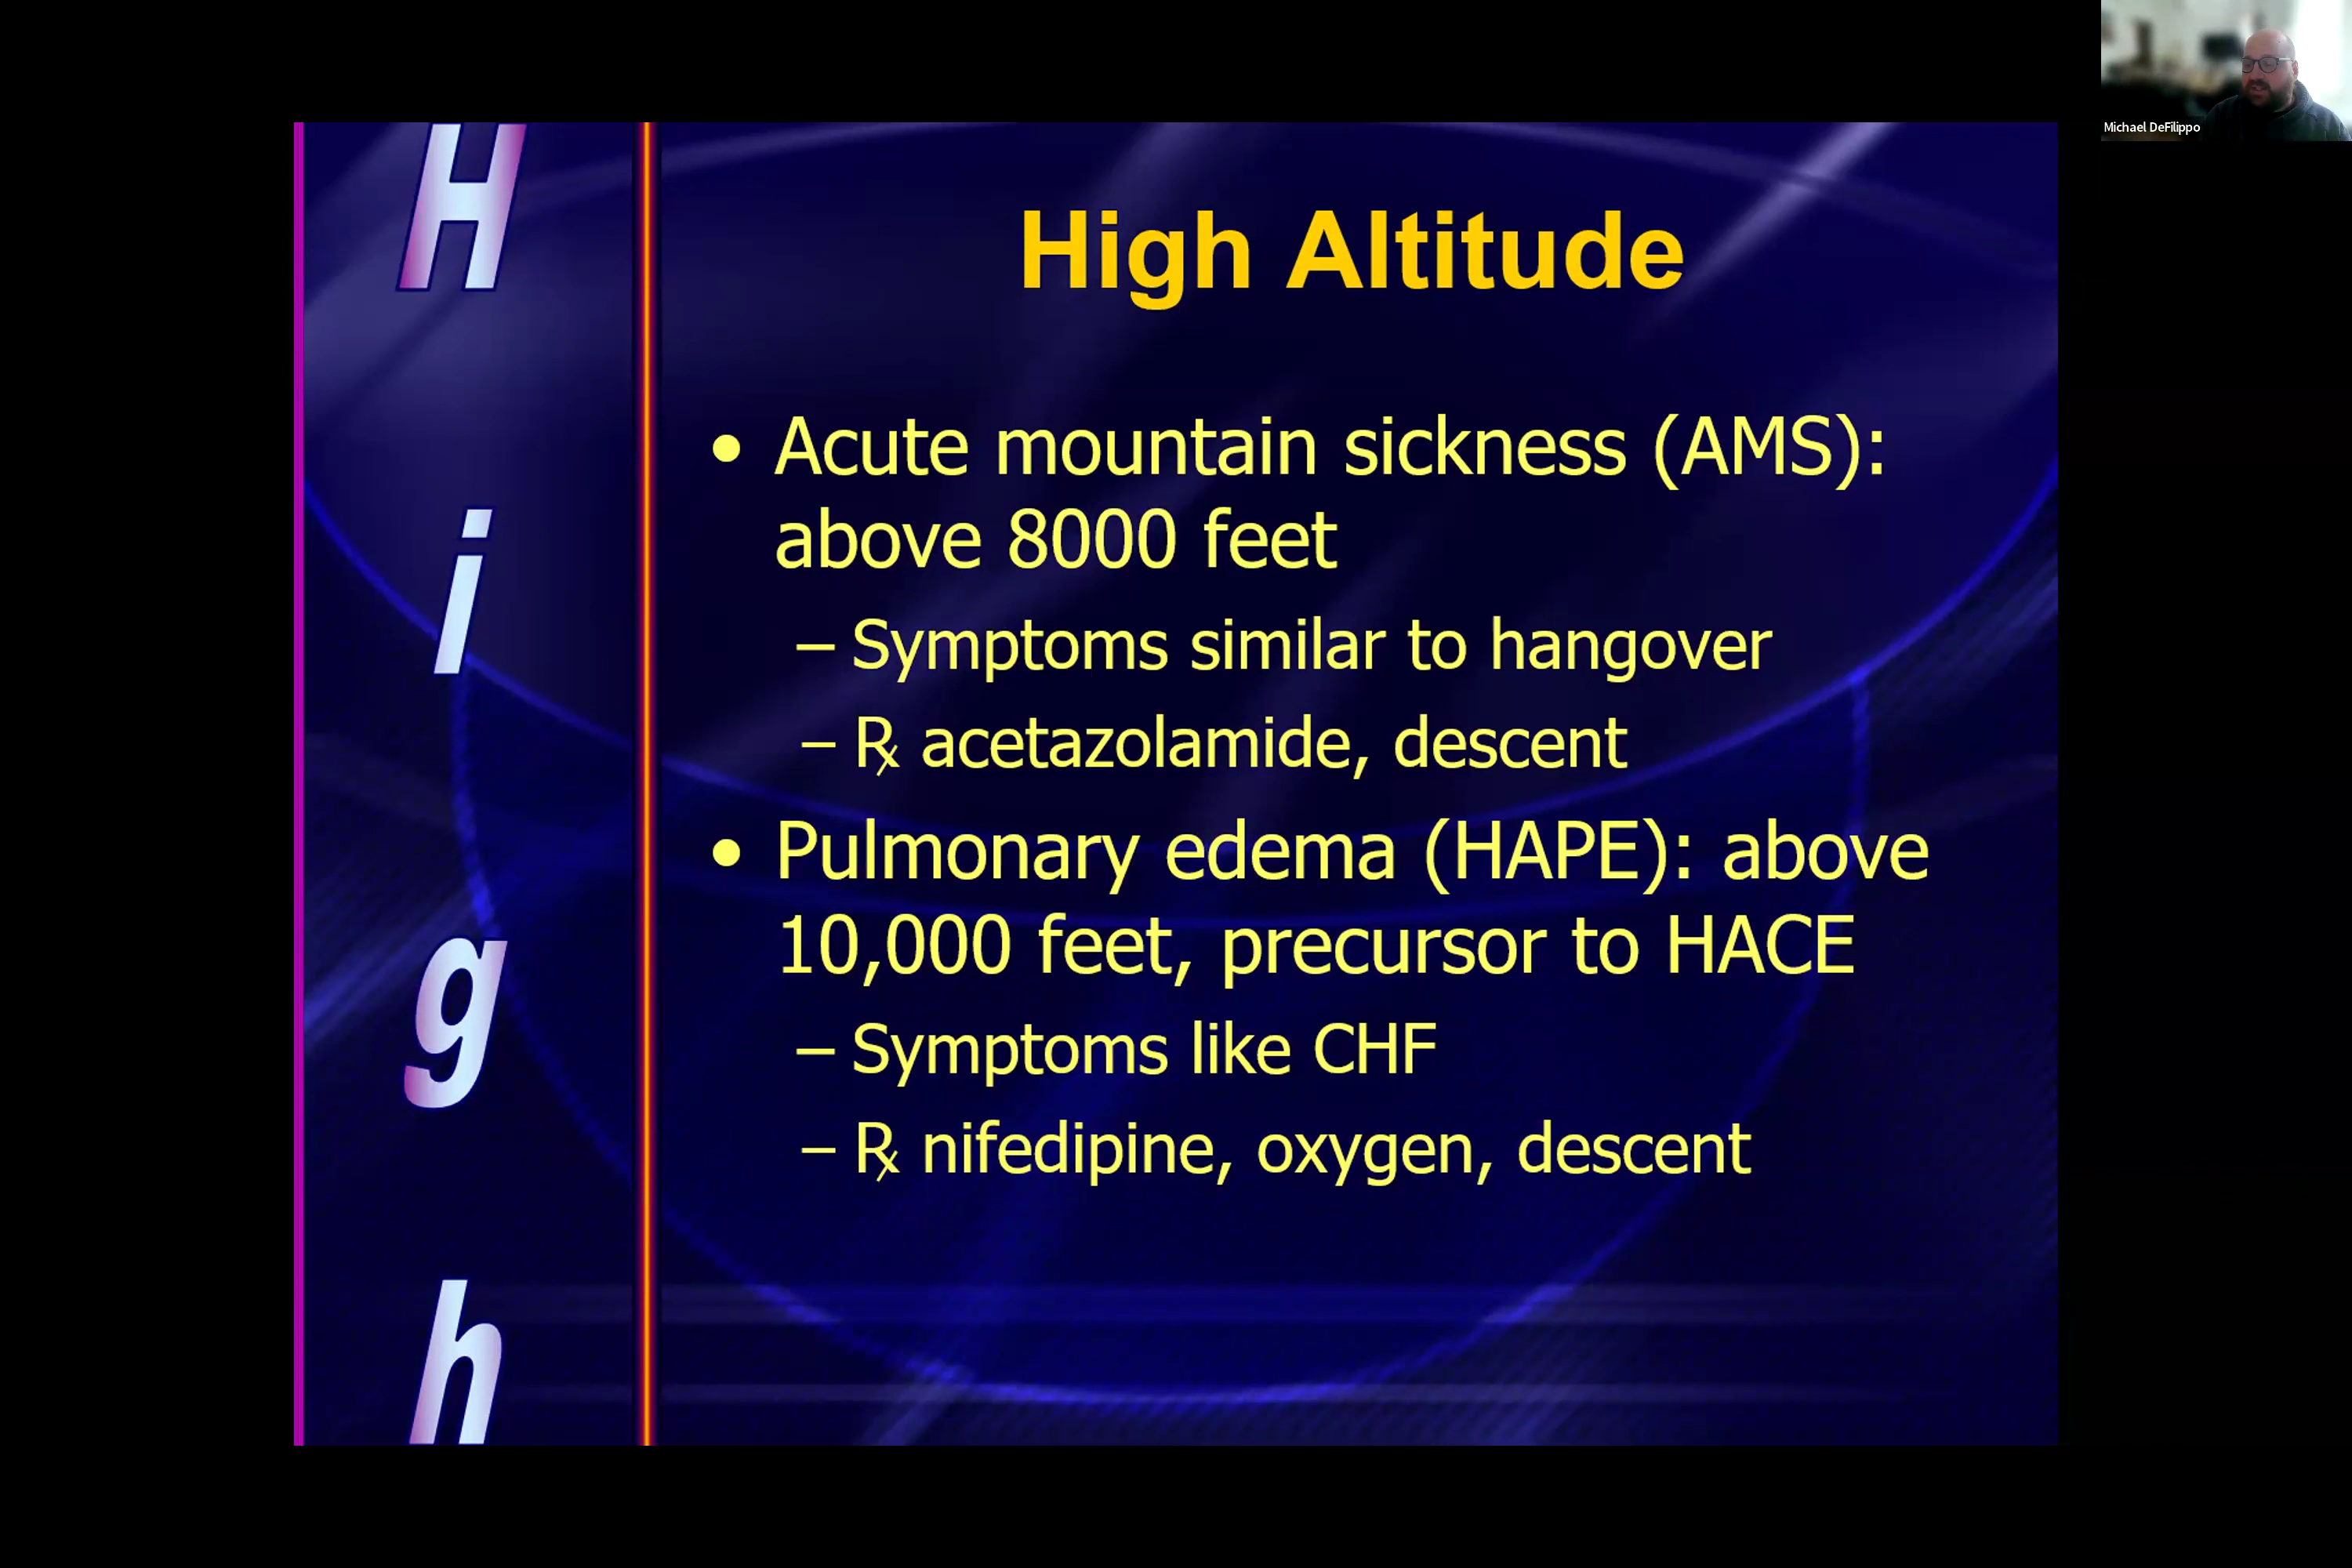 High
High Altitude
• Acute mountain sickness (AMS):
above 8000 feet
– Symptoms similar to hangover
– ℞ acetazolamide, descent
• Pulmonary edema (HAPE): above
10,000 feet, precursor to HACE
– Symptoms like CHF
– ℞ nifedipine, oxygen, descent
Michael DeFilippo